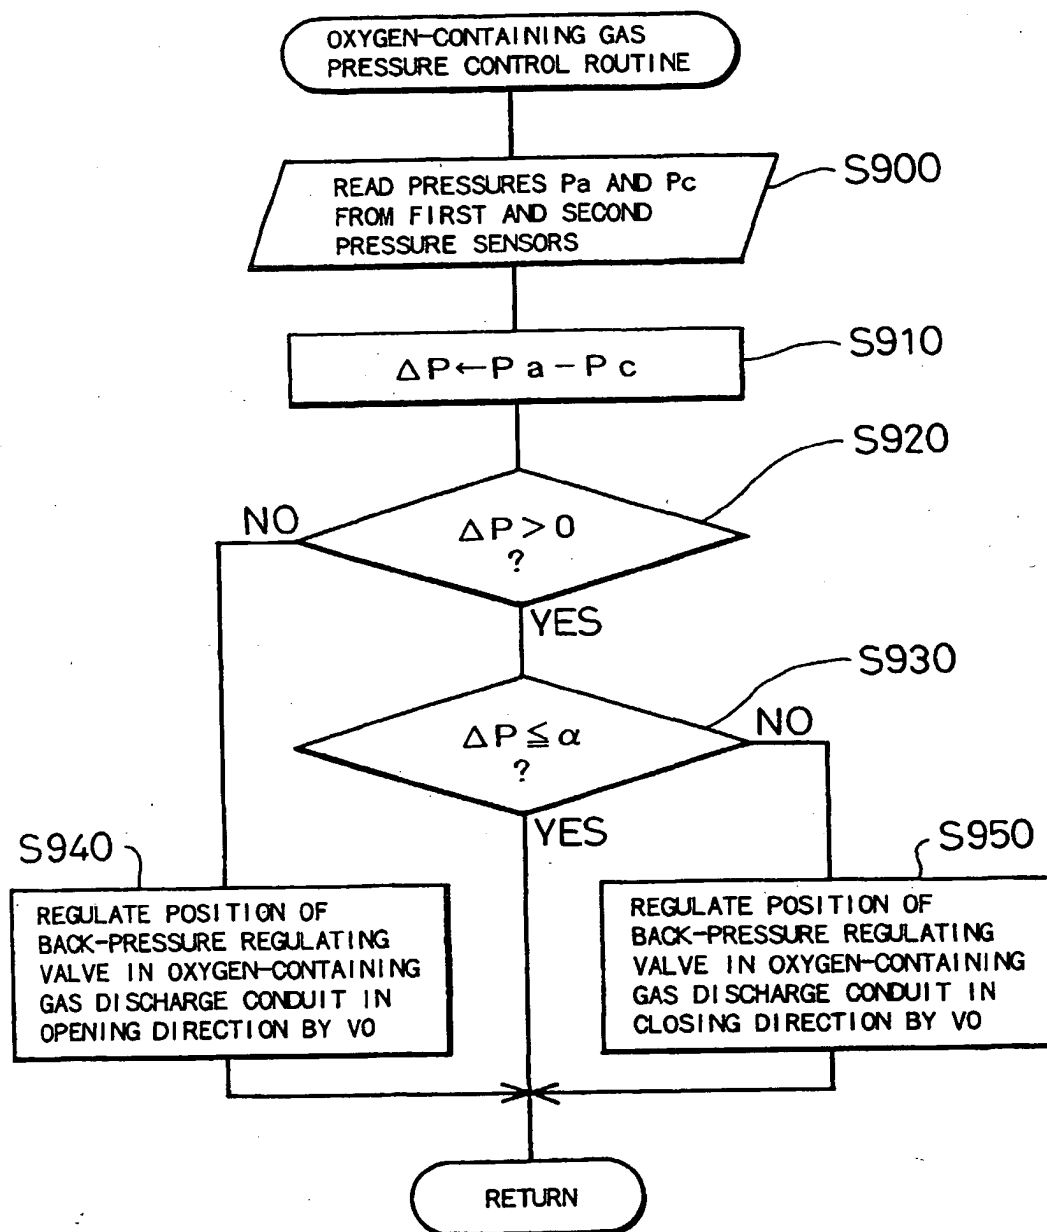 OXYGEN-CONTAINING GAS
PRESSURE CONTROL ROUTINE
S900
READ PRESSURES Pa AND Pc
FROM FIRST AND SECOND
PRESSURE SENSORS
S910
ΔP←Pa-Pc
S920
NO
ΔP>0
?
YES
S930
ΔP≦α
?
NO
YES
S940
REGULATE POSITION OF
BACK-PRESSURE REGULATING
VALVE IN OXYGEN-CONTAINING
GAS DISCHARGE CONDUIT IN
OPENING DIRECTION BY V0
S950
REGULATE POSITION OF
BACK-PRESSURE REGULATING
VALVE IN OXYGEN-CONTAINING
GAS DISCHARGE CONDUIT IN
CLOSING DIRECTION BY V0
RETURN